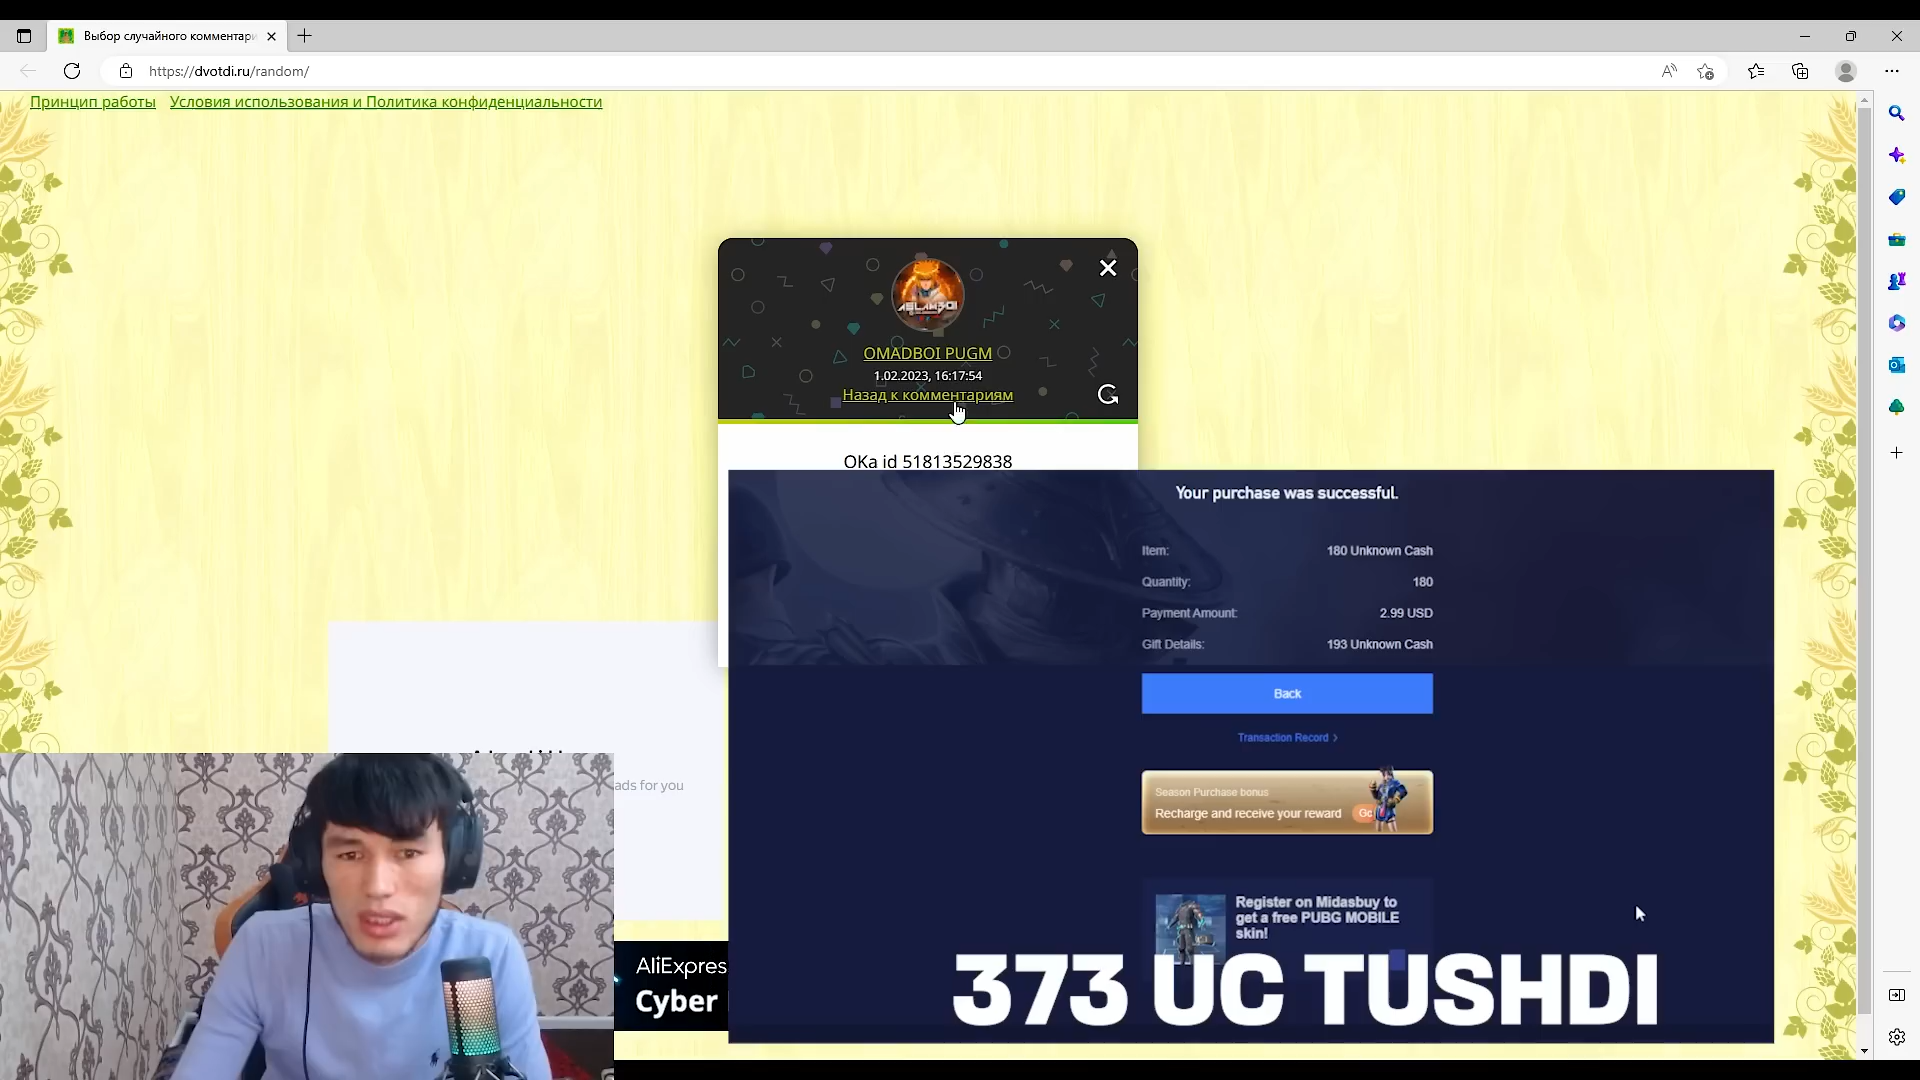 Выбор случайного комментари
https://dvotdi.ru/random/
Принцип работы Условия использования и Политика конфиденциальности
ASLAMBOI
OMADBOI PUGM
1.02.2023, 16:17:54
Назад к комментариям
OKa id 51813529838
Your purchase was successful.
Item: 180 Unknown Cash
Quantity: 180
Payment Amount: 2.99 USD
Gift Details: 193 Unknown Cash
Back
Transaction Record >
Season Purchase bonus
Recharge and receive your reward Go
Register on Midasbuy to
get a free PUBG MOBILE
skin!
ads for you
AliExpres
Cyber
373 UC TUSHDI